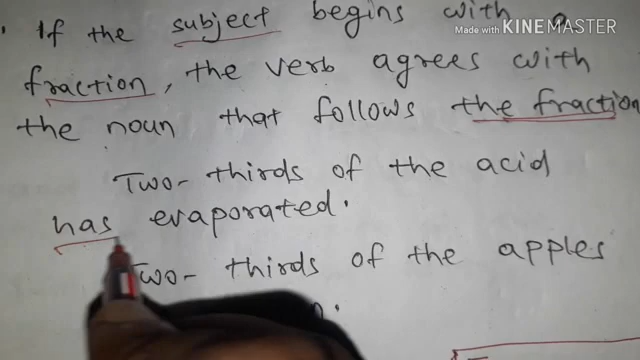 If the subject begins with a
Made with KINEMASTER
fraction, the verb agrees with
the noun that follows the fraction
Two-thirds of the acid
has evaporated.
Two-thirds of the apples